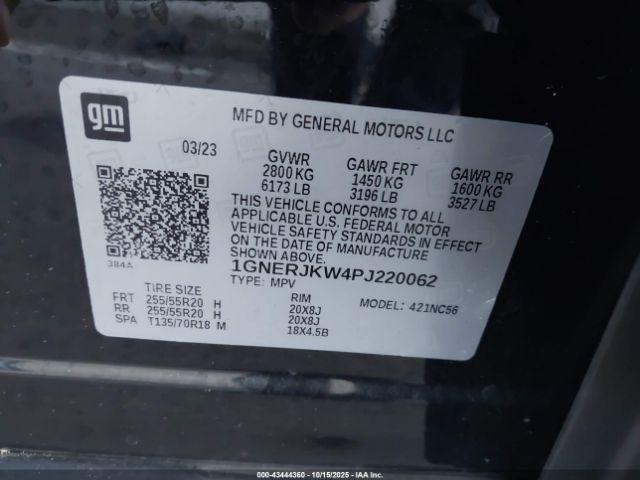 gm
MFD BY GENERAL MOTORS LLC
03/23
GVWR GAWR FRT GAWR RR
2800 KG 1450 KG 1600 KG
6173 LB 3196 LB 3527 LB
THIS VEHICLE CONFORMS TO ALL
APPLICABLE U.S. FEDERAL MOTOR
VEHICLE SAFETY STANDARDS IN EFFECT
ON THE DATE OF MANUFACTURE
SHOWN ABOVE.
384A
1GNERJKW4PJ220062
TYPE: MPV
MODEL: 421NC56
TIRE SIZE RIM
FRT 255/55R20 H 20X8J
RR 255/55R20 H 20X8J
SPA T135/70R18 M 18X4.5B
000-43444360 - 10/15/2025 - IAA Inc.